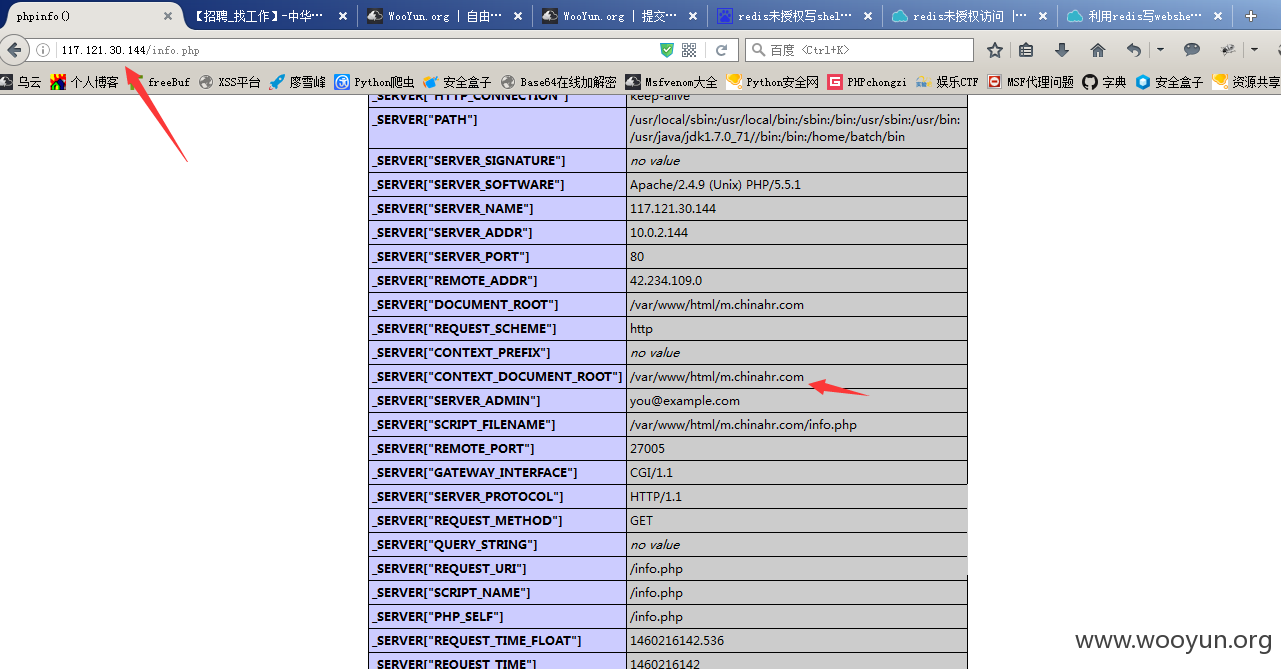 phpinfo()
【招聘_找工作】-中华…
WooYun.org | 自由…
WooYun.org | 提交…
redis未授权写shel…
redis未授权访问 |…
利用redis写webshe…
117.121.30.144/info.php
百度 <Ctrl+K>
乌云 个人博客 freeBuf XSS平台 廖雪峰 Python爬虫 安全盒子 Base64在线加解密 Msfvenom大全 Python安全网 PHPchongzi 娱乐CTF MSF代理问题 字典 安全盒子 资源共享
_SERVER["HTTP_CONNECTION"] keep-alive
_SERVER["PATH"] /usr/local/sbin:/usr/local/bin:/sbin:/bin:/usr/sbin:/usr/bin:
/usr/java/jdk1.7.0_71//bin:/bin:/home/batch/bin
_SERVER["SERVER_SIGNATURE"] no value
_SERVER["SERVER_SOFTWARE"] Apache/2.4.9 (Unix) PHP/5.5.1
_SERVER["SERVER_NAME"] 117.121.30.144
_SERVER["SERVER_ADDR"] 10.0.2.144
_SERVER["SERVER_PORT"] 80
_SERVER["REMOTE_ADDR"] 42.234.109.0
_SERVER["DOCUMENT_ROOT"] /var/www/html/m.chinahr.com
_SERVER["REQUEST_SCHEME"] http
_SERVER["CONTEXT_PREFIX"] no value
_SERVER["CONTEXT_DOCUMENT_ROOT"] /var/www/html/m.chinahr.com
_SERVER["SERVER_ADMIN"] you@example.com
_SERVER["SCRIPT_FILENAME"] /var/www/html/m.chinahr.com/info.php
_SERVER["REMOTE_PORT"] 27005
_SERVER["GATEWAY_INTERFACE"] CGI/1.1
_SERVER["SERVER_PROTOCOL"] HTTP/1.1
_SERVER["REQUEST_METHOD"] GET
_SERVER["QUERY_STRING"] no value
_SERVER["REQUEST_URI"] /info.php
_SERVER["SCRIPT_NAME"] /info.php
_SERVER["PHP_SELF"] /info.php
_SERVER["REQUEST_TIME_FLOAT"] 1460216142.536
_SERVER["REQUEST_TIME"] 1460216142
www.wooyun.org